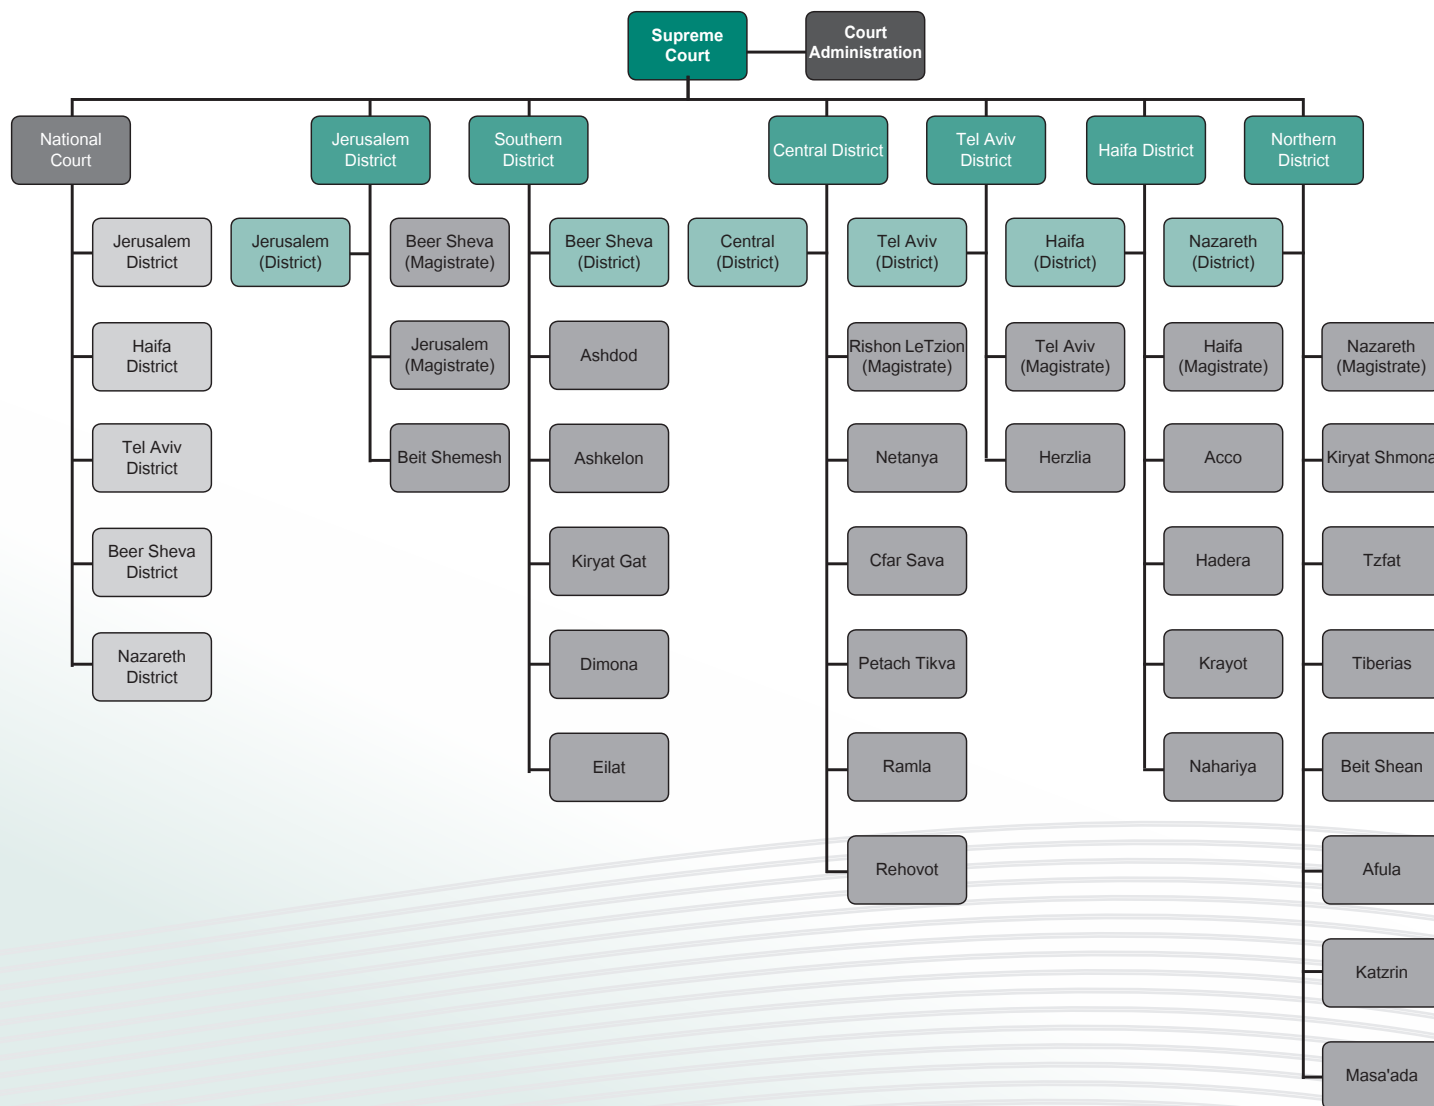 Supreme
Court
Court
Administration
National
Court
Jerusalem
District
Southern
District
Central District
Tel Aviv
District
Haifa District
Northern
District
Jerusalem
District
Haifa
District
Tel Aviv
District
Beer Sheva
District
Nazareth
District
Jerusalem
(District)
Beer Sheva
(Magistrate)
Jerusalem
(Magistrate)
Beit Shemesh
Beer Sheva
(District)
Ashdod
Ashkelon
Kiryat Gat
Dimona
Eilat
Central
(District)
Rishon LeTzion
(Magistrate)
Netanya
Cfar Sava
Petach Tikva
Ramla
Rehovot
Tel Aviv
(District)
Tel Aviv
(Magistrate)
Herzlia
Haifa
(District)
Haifa
(Magistrate)
Acco
Hadera
Krayot
Nahariya
Nazareth
(District)
Nazareth
(Magistrate)
Kiryat Shmona
Tzfat
Tiberias
Beit Shean
Afula
Katzrin
Masa'ada